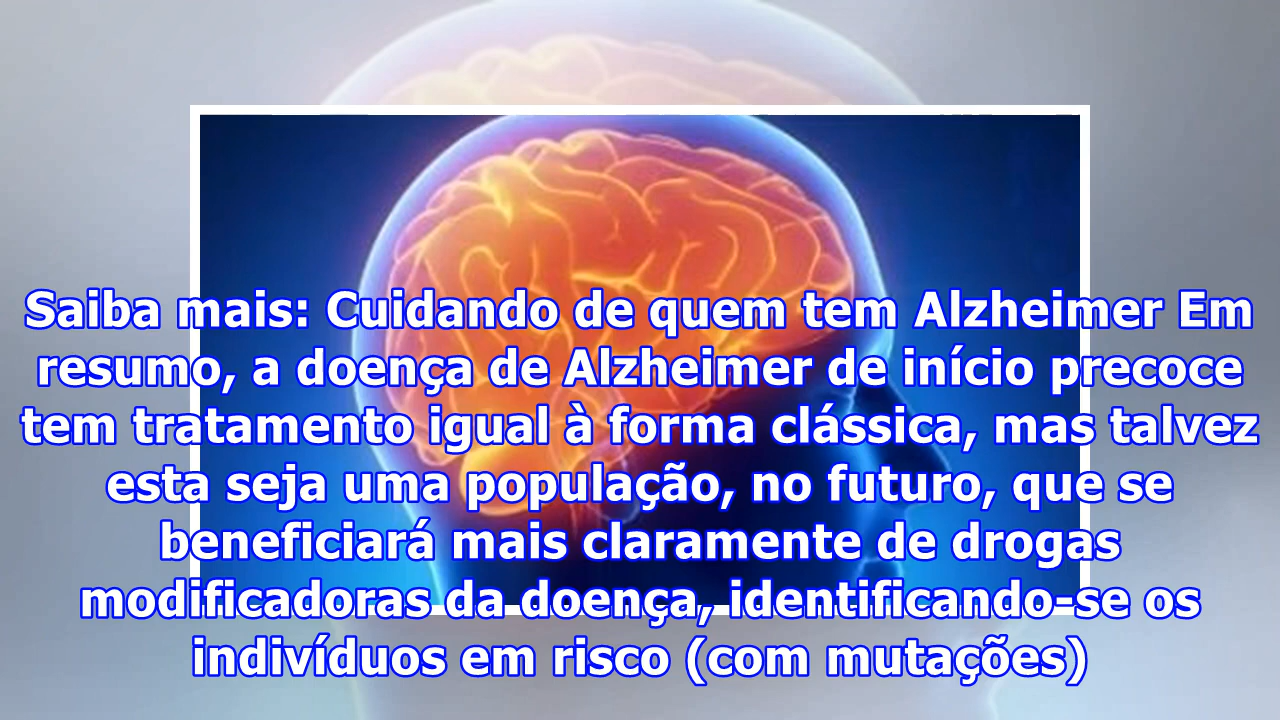 Saiba mais: Cuidando de quem tem Alzheimer Em
resumo, a doença de Alzheimer de início precoce
tem tratamento igual à forma clássica, mas talvez
esta seja uma população, no futuro, que se
beneficiará mais claramente de drogas
modificadoras da doença, identificando-se os
indivíduos em risco (com mutações)